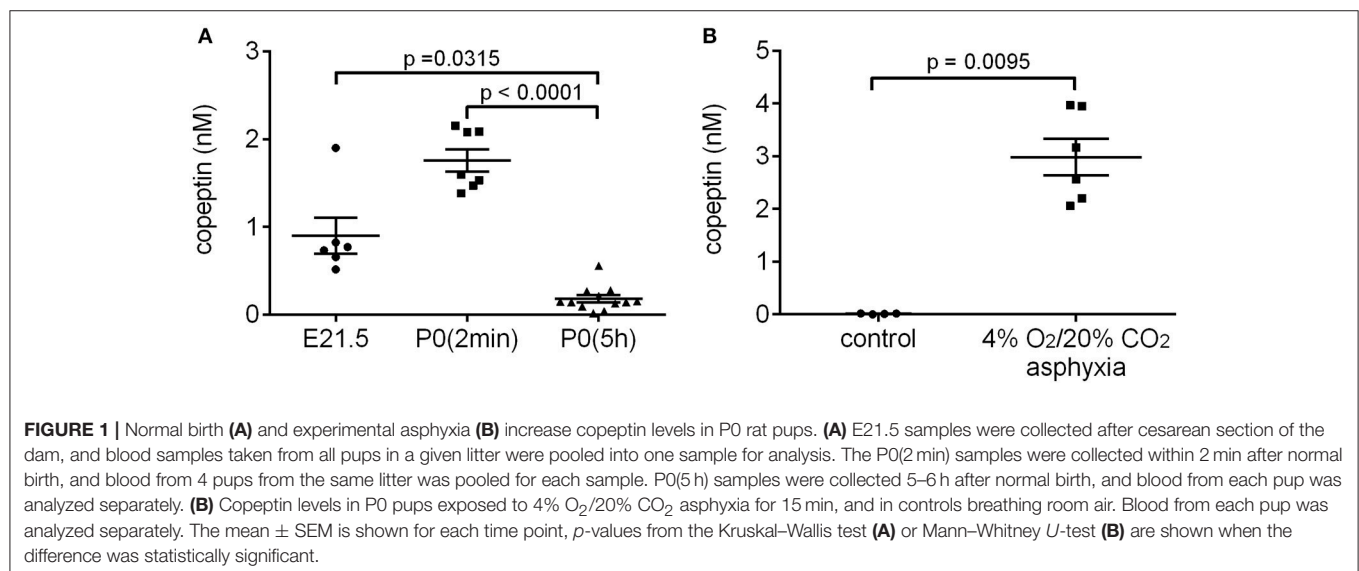 A
3
2
1
0
copeptin (nM)
p =0.0315
p < 0.0001
E21.5
P0(2min)
P0(5h)
B
5
4
3
2
1
0
copeptin (nM)
p = 0.0095
control
4% O₂/20% CO₂
asphyxia
FIGURE 1 | Normal birth (A) and experimental asphyxia (B) increase copeptin levels in P0 rat pups. (A) E21.5 samples were collected after cesarean section of the
dam, and blood samples taken from all pups in a given litter were pooled into one sample for analysis. The P0(2 min) samples were collected within 2 min after normal
birth, and blood from 4 pups from the same litter was pooled for each sample. P0(5 h) samples were collected 5–6 h after normal birth, and blood from each pup was
analyzed separately. (B) Copeptin levels in P0 pups exposed to 4% O₂/20% CO₂ asphyxia for 15 min, and in controls breathing room air. Blood from each pup was
analyzed separately. The mean ± SEM is shown for each time point, p-values from the Kruskal–Wallis test (A) or Mann–Whitney U-test (B) are shown when the
difference was statistically significant.